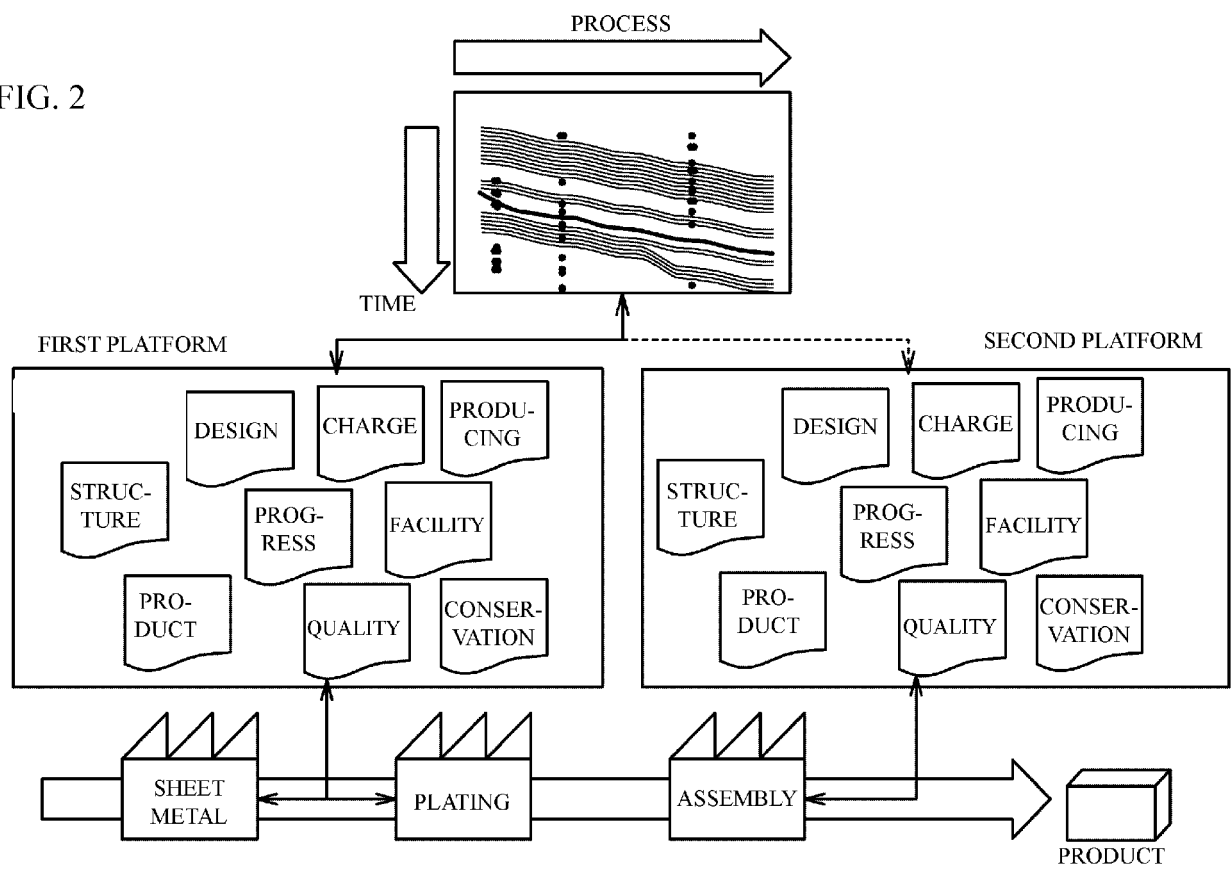 PROCESS
FIG. 2
TIME
FIRST PLATFORM
SECOND PLATFORM
DESIGN
CHARGE
PRODU-
CING
STRUC-
TURE
PROG-
RESS
FACILITY
PRO-
DUCT
QUALITY
CONSER-
VATION
DESIGN
CHARGE
PRODU-
CING
STRUC-
TURE
PROG-
RESS
FACILITY
PRO-
DUCT
QUALITY
CONSER-
VATION
SHEET
METAL
PLATING
ASSEMBLY
PRODUCT